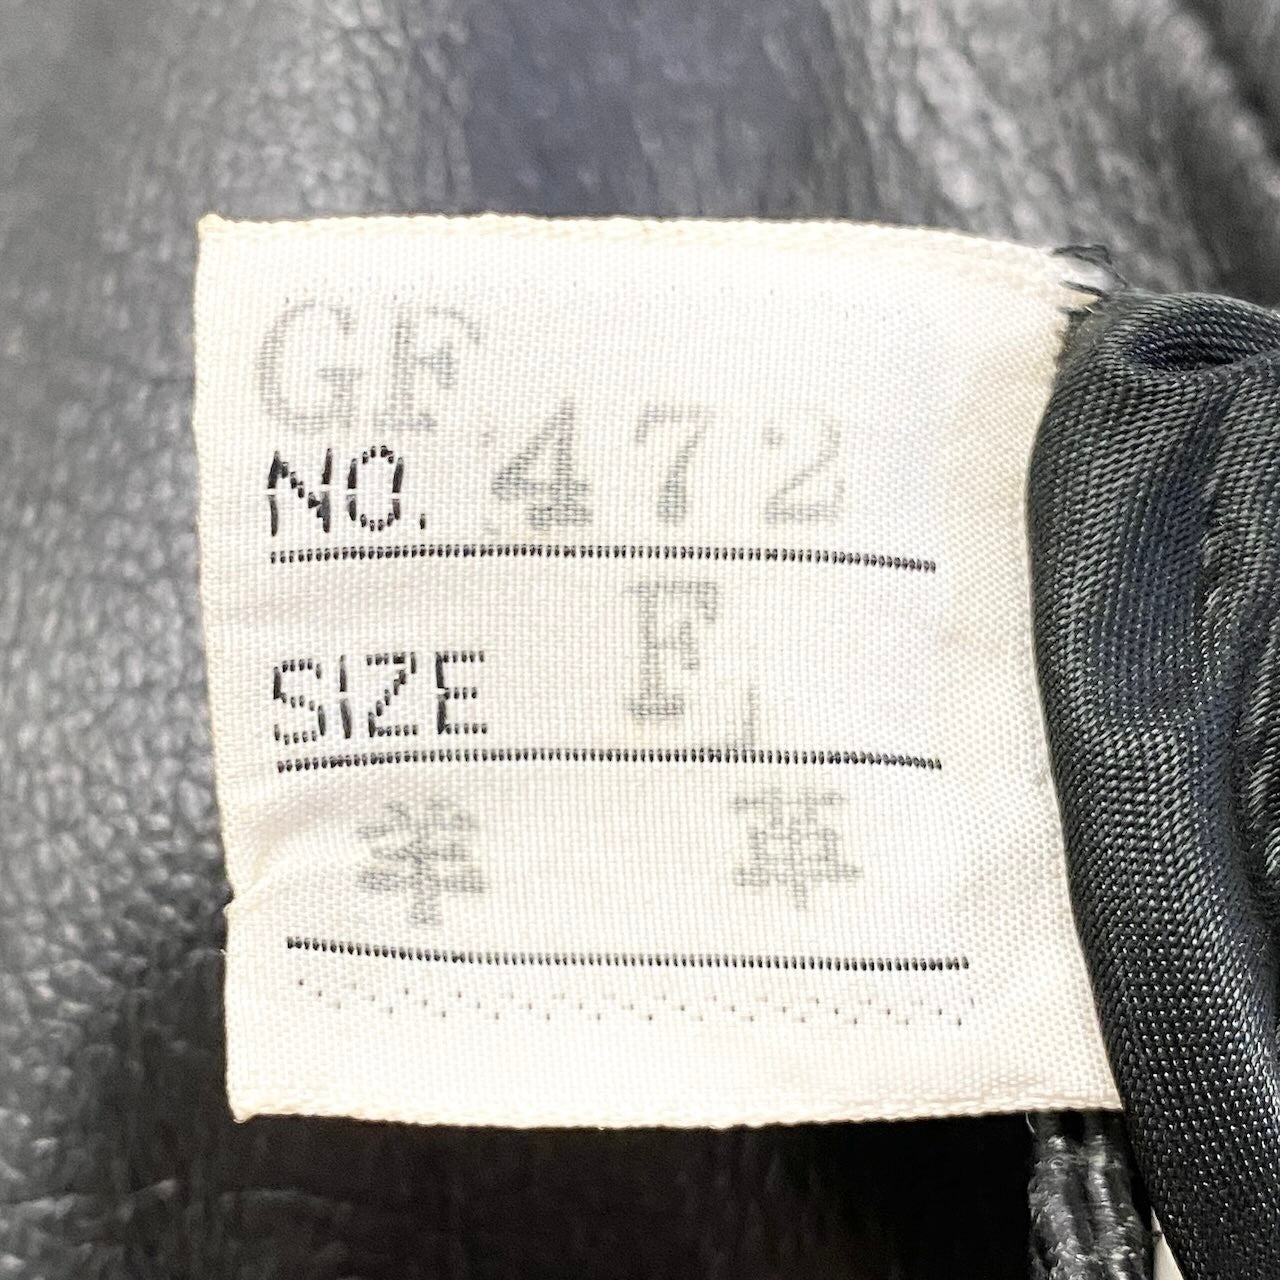 GF
NO. 472
SIZE F
羊 革